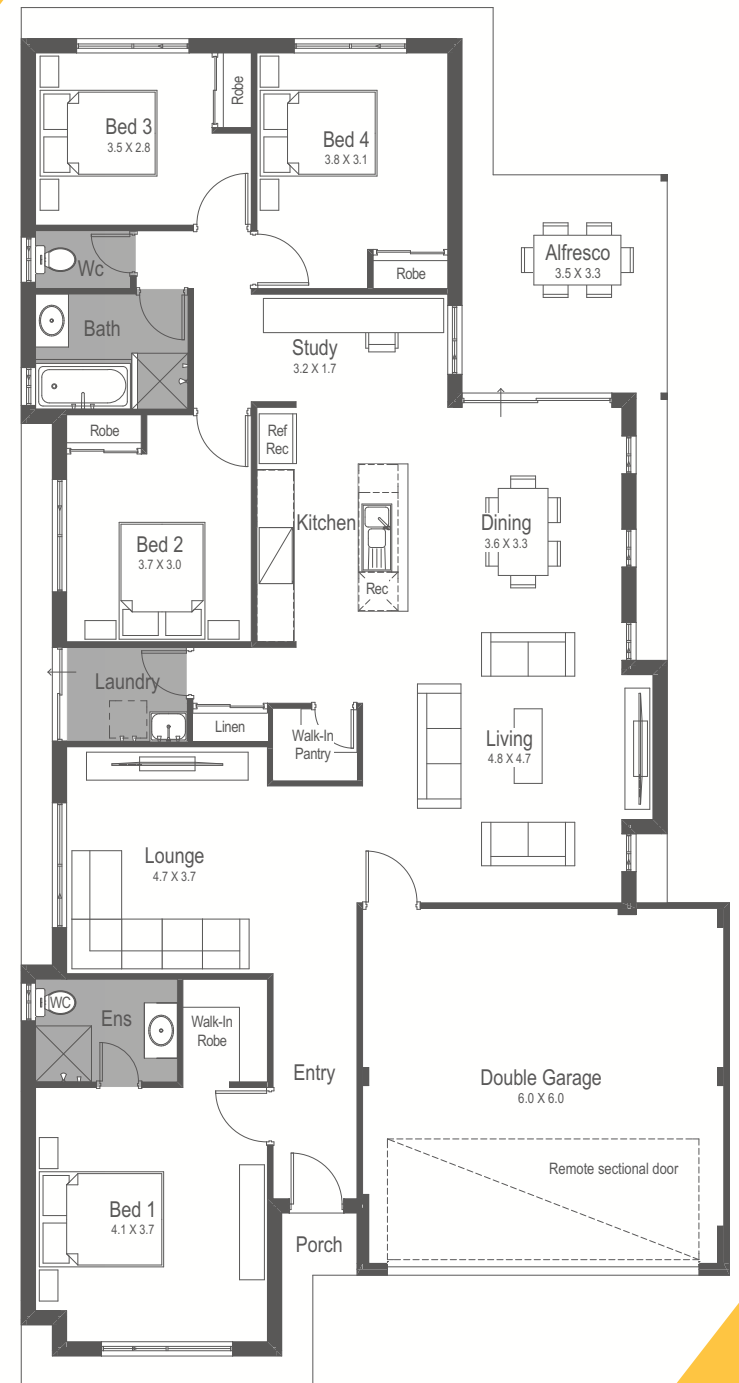 Bed 3
3.5 X 2.8
Robe
Bed 4
3.8 X 3.1
Robe
Wc
Bath
Alfresco
3.5 X 3.3
Study
3.2 X 1.7
Robe
Ref
Rec
Kitchen
Dining
3.6 X 3.3
Bed 2
3.7 X 3.0
Rec
Laundry
Linen
Walk-In
Pantry
Living
4.8 X 4.7
Lounge
4.7 X 3.7
WC
Ens
Walk-In
Robe
Entry
Double Garage
6.0 X 6.0
Remote sectional door
Bed 1
4.1 X 3.7
Porch